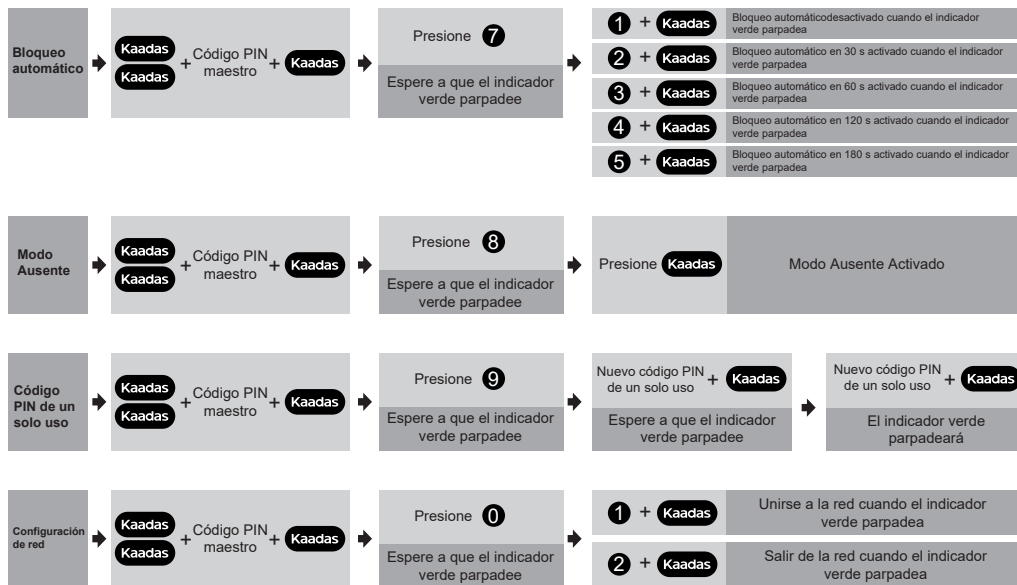 Bloqueo
automático
Kaadas
Kaadas
+
Código PIN
maestro
+
Kaadas
Presione 7
Espere a que el indicador
verde parpadee
1 + Kaadas
Bloqueo automáticodesactivado cuando el indicador
verde parpadea
2 + Kaadas
Bloqueo automático en 30 s activado cuando el indicador
verde parpadea
3 + Kaadas
Bloqueo automático en 60 s activado cuando el indicador
verde parpadea
4 + Kaadas
Bloqueo automático en 120 s activado cuando el indicador
verde parpadea
5 + Kaadas
Bloqueo automático en 180 s activado cuando el indicador
verde parpadea
Modo
Ausente
Kaadas
Kaadas
+
Código PIN
maestro
+
Kaadas
Presione 8
Espere a que el indicador
verde parpadee
Presione Kaadas
Modo Ausente Activado
Código
PIN de un
solo uso
Kaadas
Kaadas
+
Código PIN
maestro
+
Kaadas
Presione 9
Espere a que el indicador
verde parpadee
Nuevo código PIN
de un solo uso
+ Kaadas
Espere a que el indicador
verde parpadee
Nuevo código PIN
de un solo uso
+ Kaadas
El indicador verde
parpadeará
Configuración
de red
Kaadas
Kaadas
+
Código PIN
maestro
+
Kaadas
Presione 0
Espere a que el indicador
verde parpadee
1 + Kaadas
Unirse a la red cuando el indicador
verde parpadea
2 + Kaadas
Salir de la red cuando el indicador
verde parpadea